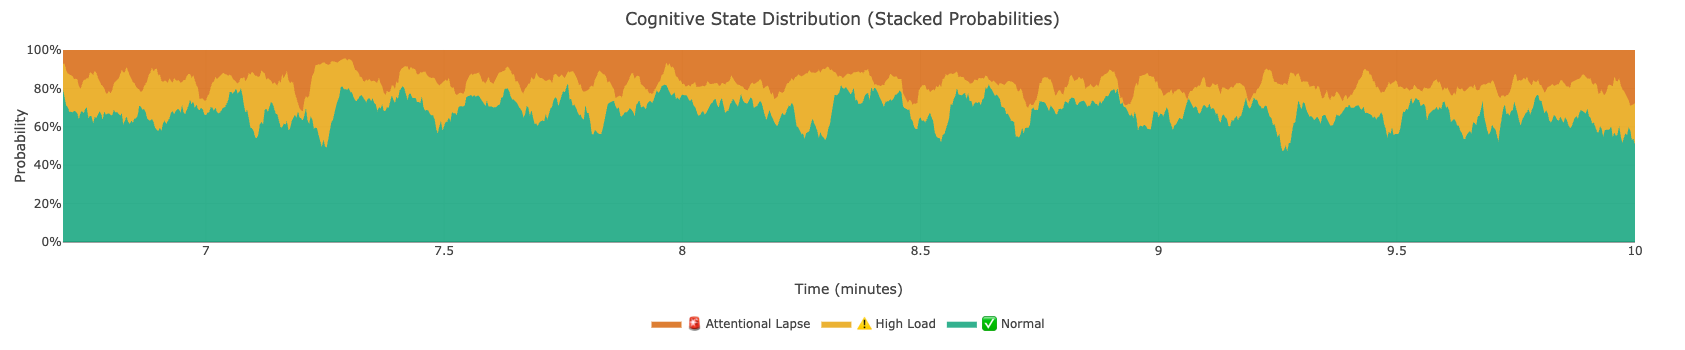 Cognitive State Distribution (Stacked Probabilities)
100%
80%
60%
40%
20%
0%
Probability
7 7.5 8 8.5 9 9.5 10
Time (minutes)
🚨 Attentional Lapse ⚠️ High Load ✅ Normal